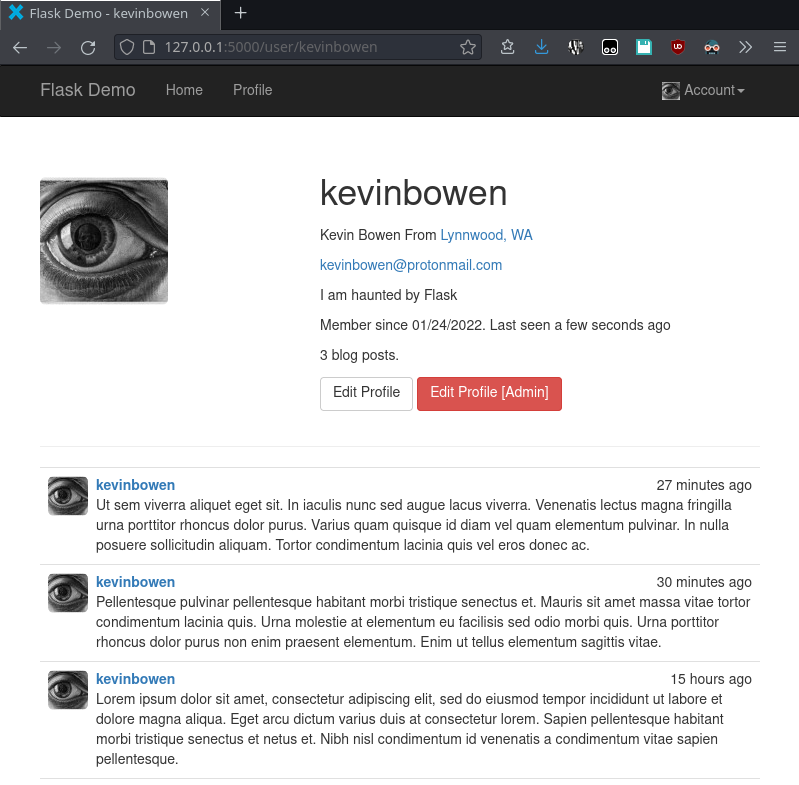 Flask Demo - kevinbowen
127.0.0.1:5000/user/kevinbowen
Flask Demo Home Profile Account
kevinbowen
Kevin Bowen From Lynnwood, WA
kevinbowen@protonmail.com
I am haunted by Flask
Member since 01/24/2022. Last seen a few seconds ago
3 blog posts.
Edit Profile Edit Profile [Admin]
kevinbowen 27 minutes ago
Ut sem viverra aliquet eget sit. In iaculis nunc sed augue lacus viverra. Venenatis lectus magna fringilla
urna porttitor rhoncus dolor purus. Varius quam quisque id diam vel quam elementum pulvinar. In nulla
posuere sollicitudin aliquam. Tortor condimentum lacinia quis vel eros donec ac.
kevinbowen 30 minutes ago
Pellentesque pulvinar pellentesque habitant morbi tristique senectus et. Mauris sit amet massa vitae tortor
condimentum lacinia quis. Urna molestie at elementum eu facilisis sed odio morbi quis. Urna porttitor
rhoncus dolor purus non enim praesent elementum. Enim ut tellus elementum sagittis vitae.
kevinbowen 15 hours ago
Lorem ipsum dolor sit amet, consectetur adipiscing elit, sed do eiusmod tempor incididunt ut labore et
dolore magna aliqua. Eget arcu dictum varius duis at consectetur lorem. Sapien pellentesque habitant
morbi tristique senectus et netus et. Nibh nisl condimentum id venenatis a condimentum vitae sapien
pellentesque.